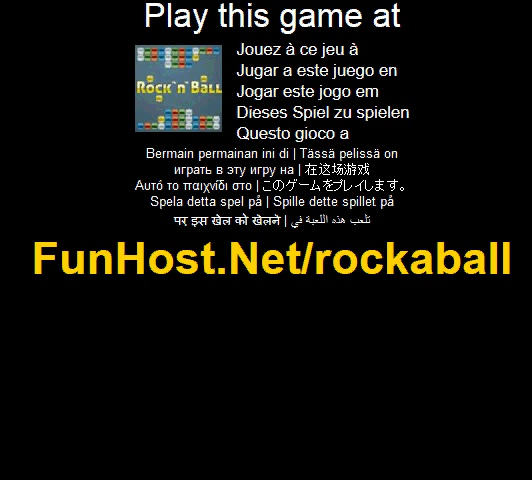 Play this game at
Rock`n`Ball
Jouez à ce jeu à
Jugar a este juego en
Jogar este jogo em
Dieses Spiel zu spielen
Questo gioco a
Bermain permainan ini di | Tässä pelissä on
играть в эту игру на | 在这场游戏
Αυτό το παιχνίδι στο | このゲームをプレイします。
Spela detta spel på | Spille dette spillet på
पर इस खेल को खेलने | تلعب هذه اللعبة في
FunHost.Net/rockaball